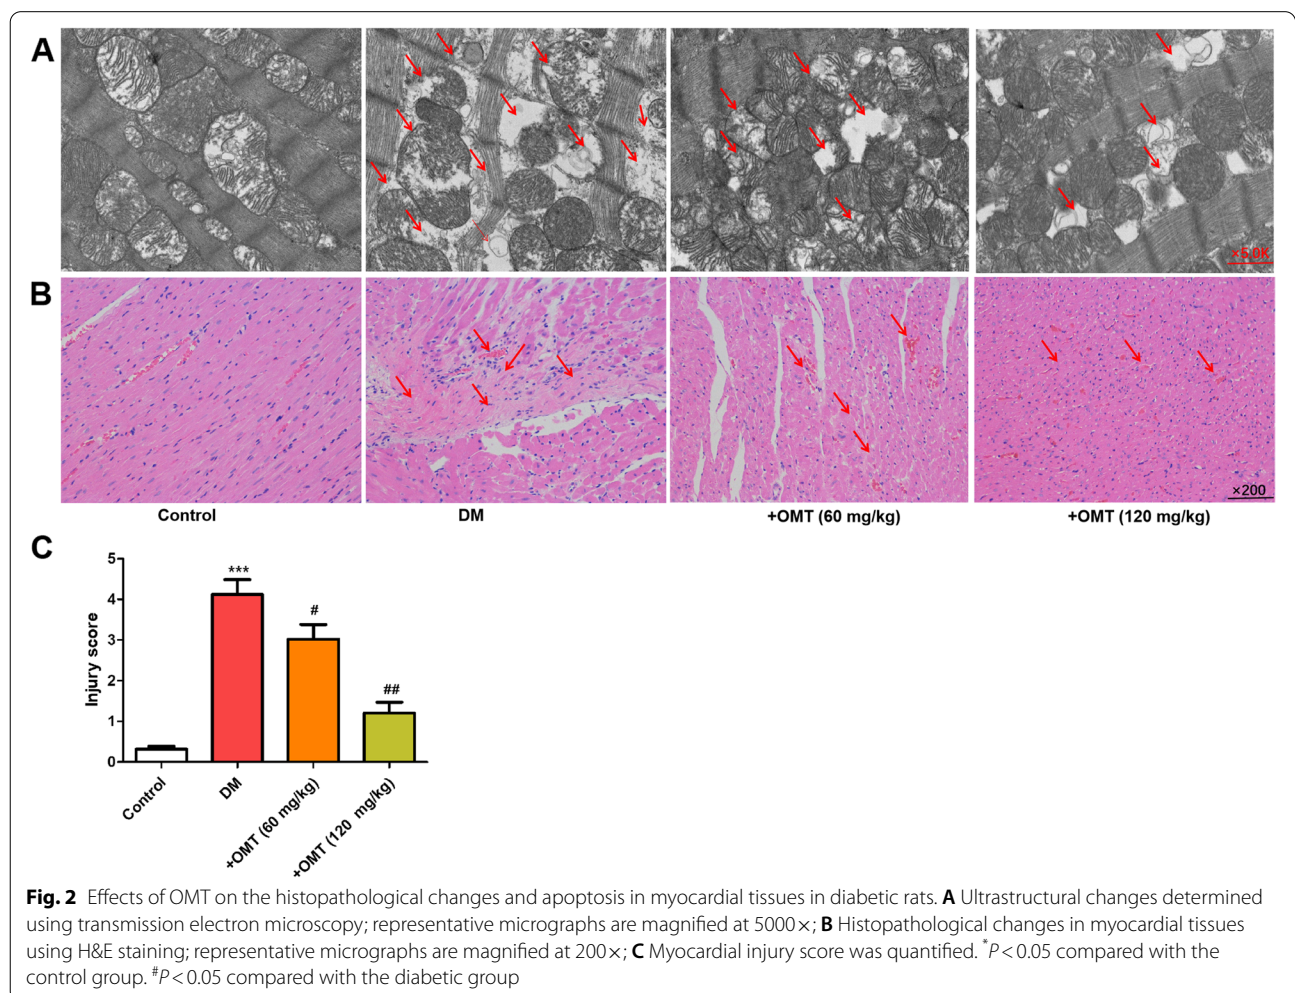 A
×5.0K
B
×200
Control DM +OMT (60 mg/kg) +OMT (120 mg/kg)
C
Injury score
5
4
3
2
1
0
***
#
##
Control
DM
+OMT (60 mg/kg)
+OMT (120 mg/kg)
Fig. 2 Effects of OMT on the histopathological changes and apoptosis in myocardial tissues in diabetic rats. A Ultrastructural changes determined
using transmission electron microscopy; representative micrographs are magnified at 5000×; B Histopathological changes in myocardial tissues
using H&E staining; representative micrographs are magnified at 200×; C Myocardial injury score was quantified. *P < 0.05 compared with the
control group. #P < 0.05 compared with the diabetic group